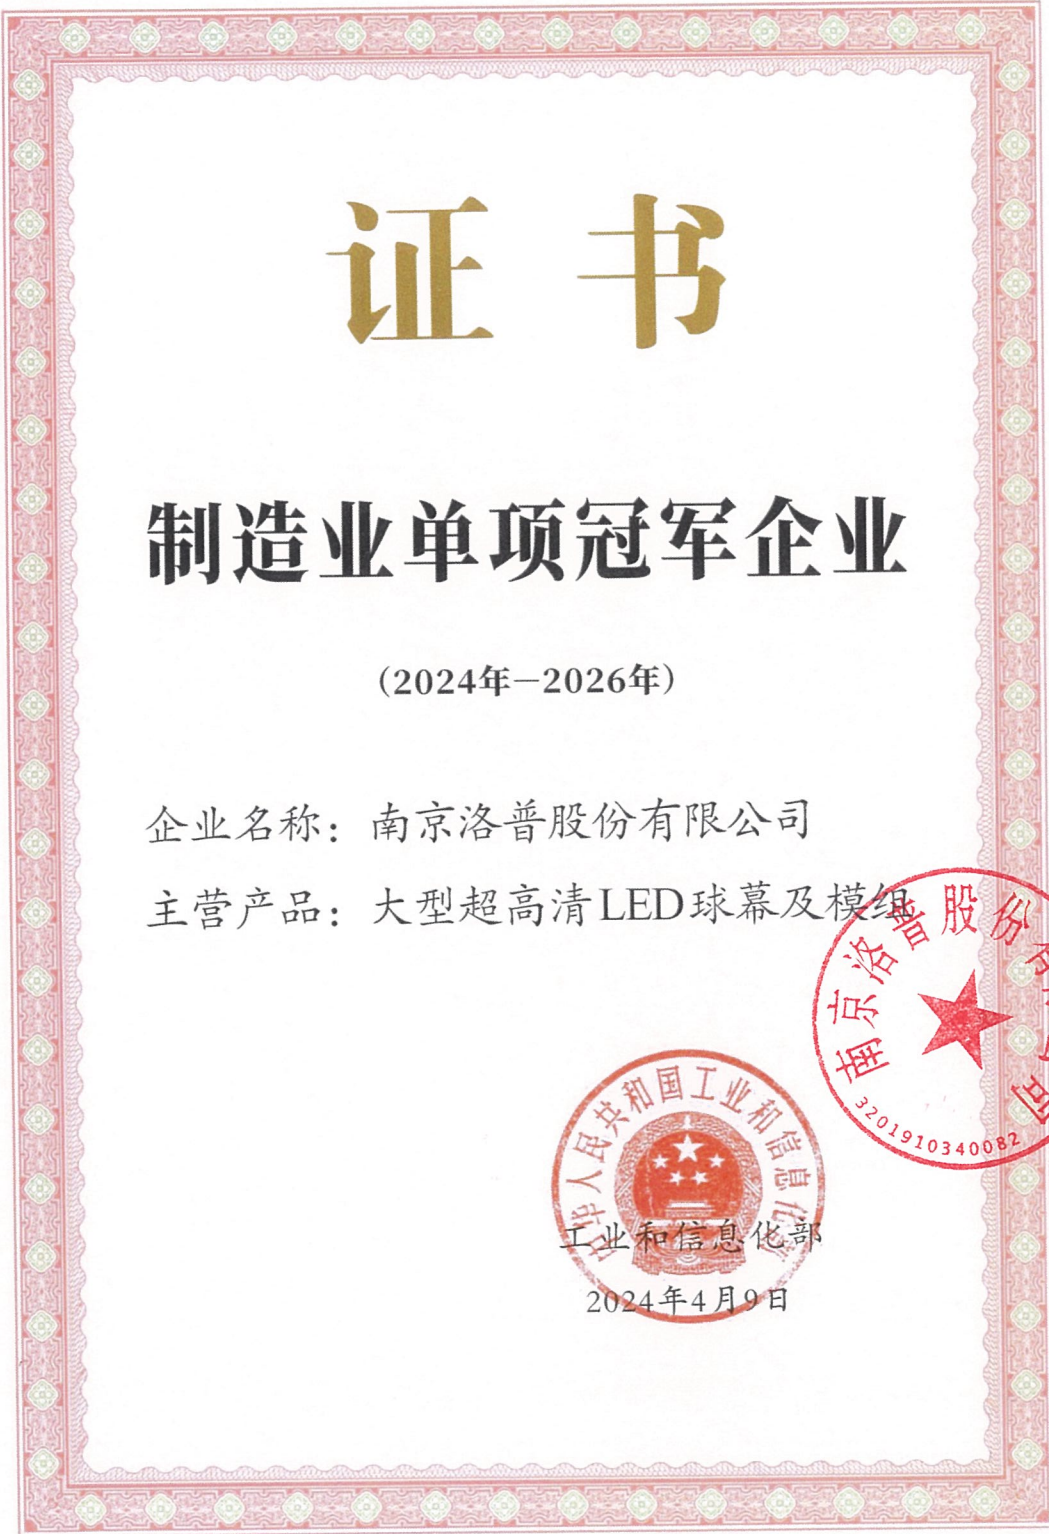 证书
制造业单项冠军企业
（2024年－2026年）
企业名称：南京洛普股份有限公司
主营产品：大型超高清LED球幕及模组
南京洛普股份有 司
3201910340082
中华人民共和国工业和信息化部
工业和信息化部
2024年4月9日